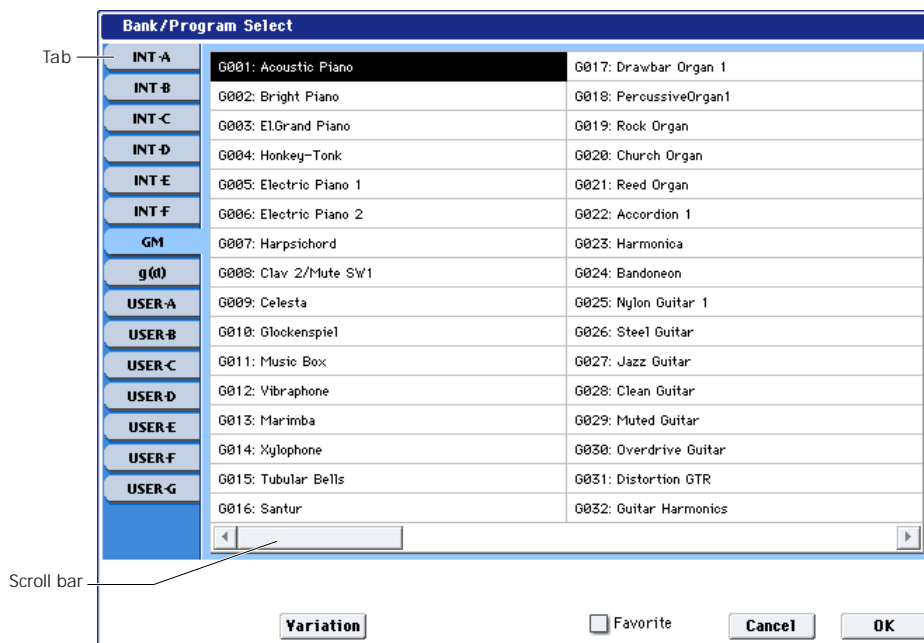 Bank/Program Select
Tab
INT-A
INT-B
INT-C
INT-D
INT-E
INT-F
GM
g(d)
USER-A
USER-B
USER-C
USER-D
USER-E
USER-F
USER-G
G001: Acoustic Piano
G002: Bright Piano
G003: El.Grand Piano
G004: Honkey-Tonk
G005: Electric Piano 1
G006: Electric Piano 2
G007: Harpsichord
G008: Clav 2/Mute SW1
G009: Celesta
G010: Glockenspiel
G011: Music Box
G012: Vibraphone
G013: Marimba
G014: Xylophone
G015: Tubular Bells
G016: Santur
G017: Drawbar Organ 1
G018: PercussiveOrgan1
G019: Rock Organ
G020: Church Organ
G021: Reed Organ
G022: Accordion 1
G023: Harmonica
G024: Bandoneon
G025: Nylon Guitar 1
G026: Steel Guitar
G027: Jazz Guitar
G028: Clean Guitar
G029: Muted Guitar
G030: Overdrive Guitar
G031: Distortion GTR
G032: Guitar Harmonics
Scroll bar
Variation
Favorite
Cancel
OK